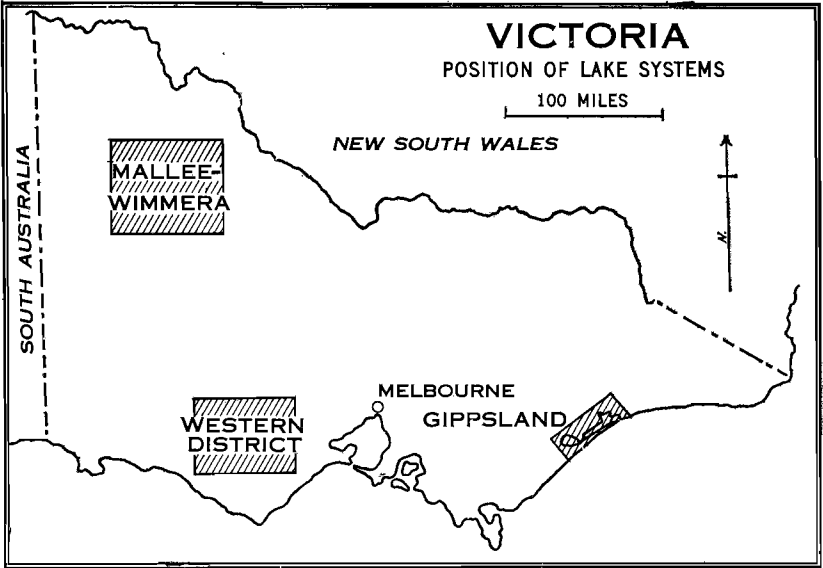 VICTORIA
POSITION OF LAKE SYSTEMS
100 MILES
NEW SOUTH WALES
SOUTH AUSTRALIA
MALLEE-
WIMMERA
N.
MELBOURNE
GIPPSLAND
WESTERN
DISTRICT